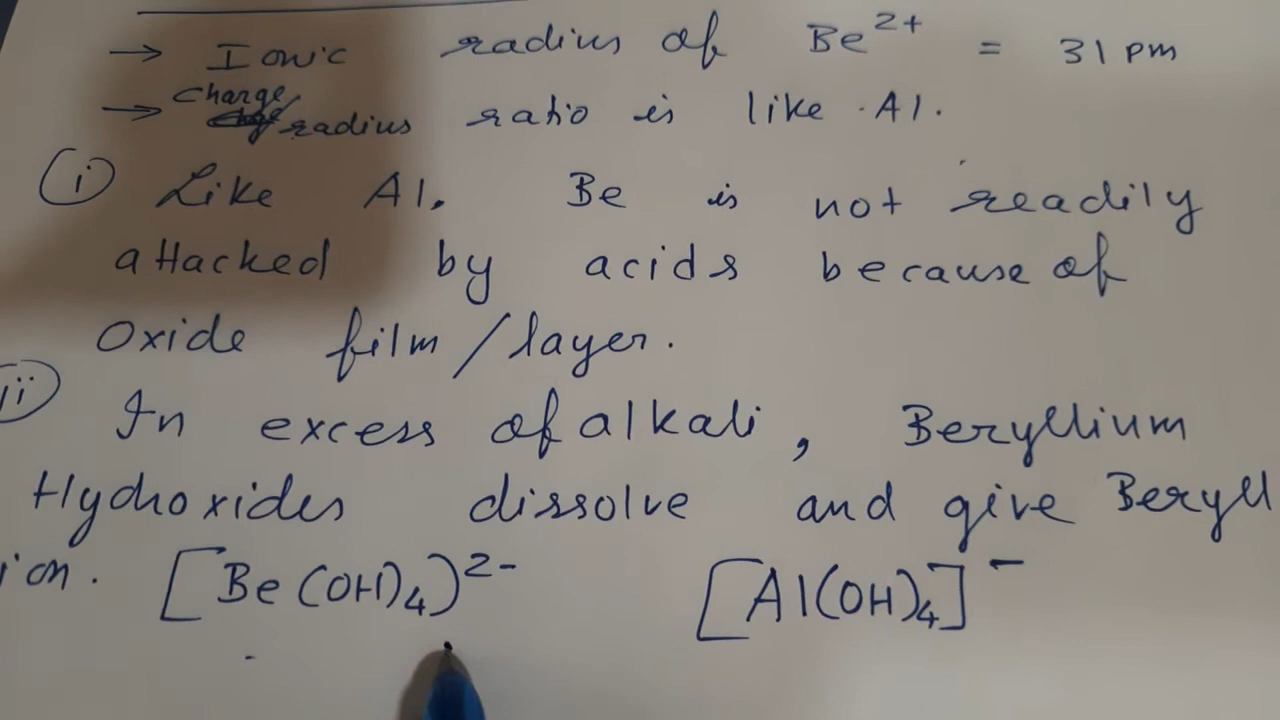 → Ionic radius of Be²⁺ = 31 pm
→ charge/radius ratio is like Al.
(i) Like Al. Be is not readily
attacked by acids because of
oxide film/layer.
(ii) In excess of alkali, Beryllium
Hydroxides dissolve and give Beryll
ion. [Be(OH)₄)²⁻ [Al(OH)₄]⁻